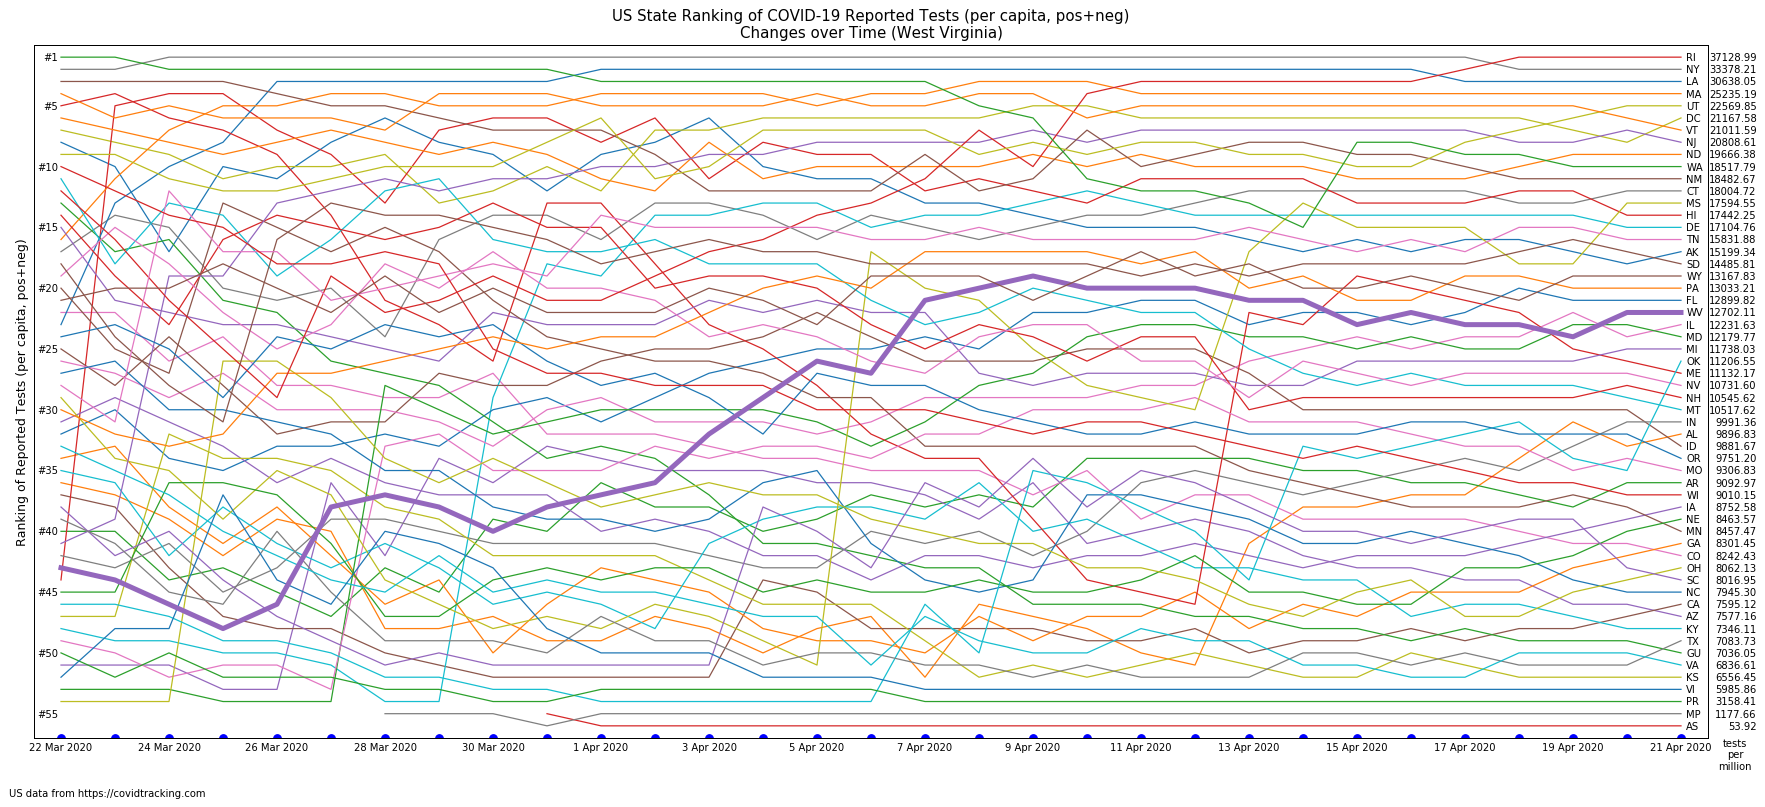 US State Ranking of COVID-19 Reported Tests (per capita, pos+neg)
Changes over Time (West Virginia)
Ranking of Reported Tests (per capita, pos+neg)
#1
#5
#10
#15
#20
#25
#30
#35
#40
#45
#50
#55
RI 37128.99
NY 33378.21
LA 30638.05
MA 25235.19
UT 22569.85
DC 21167.58
VT 21011.59
NJ 20808.61
ND 19666.38
WA 18517.79
NM 18482.67
CT 18004.72
MS 17594.55
HI 17442.25
DE 17104.76
TN 15831.88
AK 15199.34
SD 14485.81
WY 13167.83
PA 13033.21
FL 12899.82
WV 12702.11
IL 12231.63
MD 12179.77
MI 11738.03
OK 11206.55
ME 11132.17
NV 10731.60
NH 10545.62
MT 10517.62
IN 9991.36
AL 9896.83
ID 9881.67
OR 9751.20
MO 9306.83
AR 9092.97
WI 9010.15
IA 8752.58
NE 8463.57
MN 8457.47
GA 8301.45
CO 8242.43
OH 8062.13
SC 8016.95
NC 7945.30
CA 7595.12
AZ 7577.16
KY 7346.11
TX 7083.73
GU 7036.05
VA 6836.61
KS 6556.45
VI 5985.86
PR 3158.41
MP 1177.66
AS 53.92
22 Mar 2020 24 Mar 2020 26 Mar 2020 28 Mar 2020 30 Mar 2020 1 Apr 2020 3 Apr 2020 5 Apr 2020 7 Apr 2020 9 Apr 2020 11 Apr 2020 13 Apr 2020 15 Apr 2020 17 Apr 2020 19 Apr 2020 21 Apr 2020
tests
per
million
US data from https://covidtracking.com